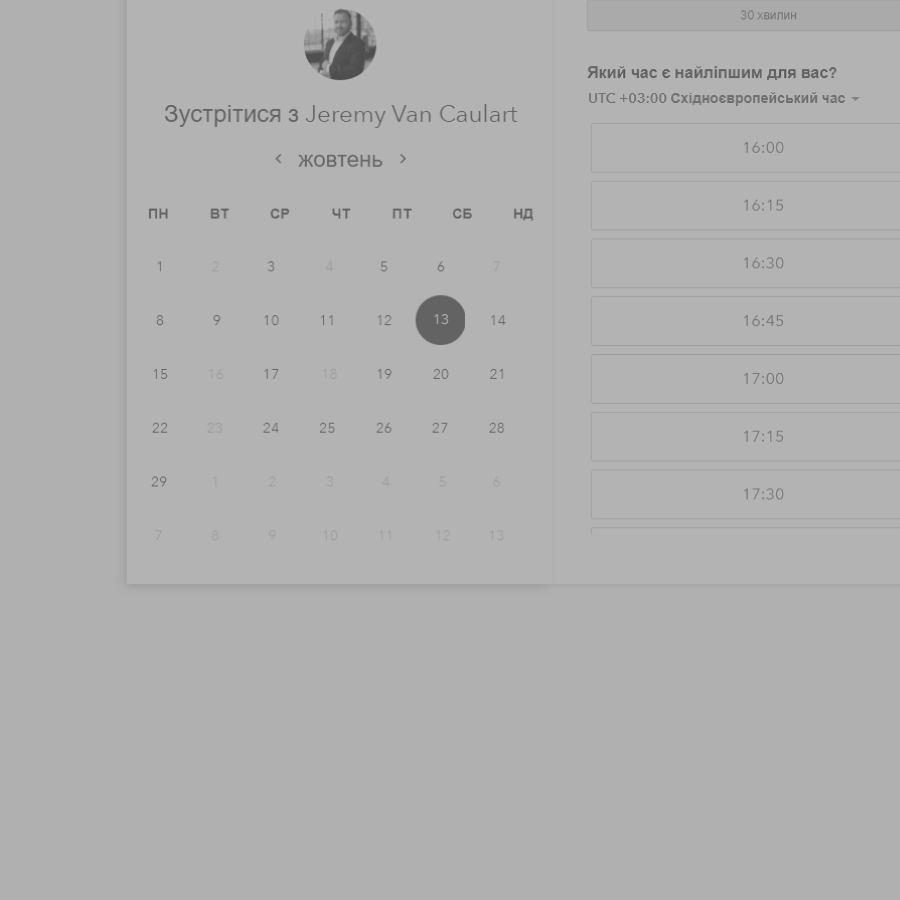 Зустрітися з Jeremy Van Caulart
жовтень
ПН ВТ СР ЧТ ПТ СБ НД
1 2 3 4 5 6 7
8 9 10 11 12 13 14
15 16 17 18 19 20 21
22 23 24 25 26 27 28
29 1 2 3 4 5 6
7 8 9 10 11 12 13
30 хвилин
Який час є найліпшим для вас?
UTC +03:00 Східноєвропейський час
16:00
16:15
16:30
16:45
17:00
17:15
17:30